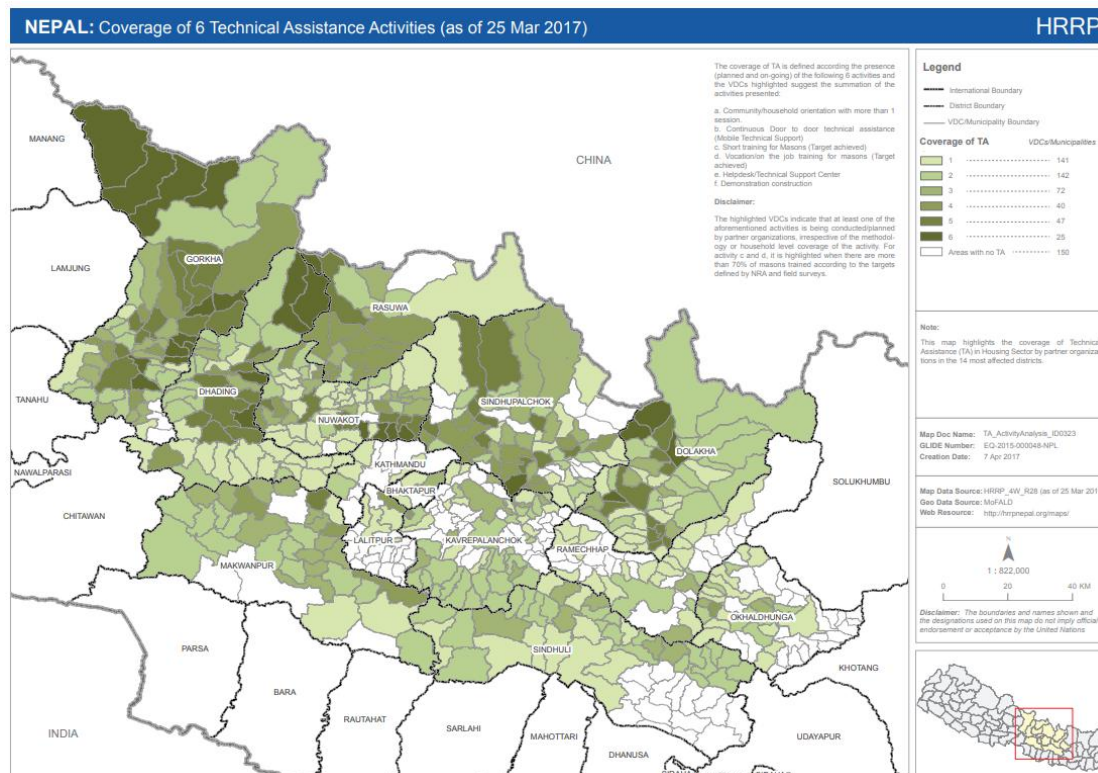 NEPAL: Coverage of 6 Technical Assistance Activities (as of 25 Mar 2017)
HRRP
The coverage of TA is defined according the presence
(planned and on-going) of the following 6 activities and
the VDCs highlighted suggest the summation of the
activities presented:
a. Community/household orientation with more than 1
session.
b. Continuous Door to door technical assistance
(Mobile Technical Support)
c. Short training for Masons (Target achieved)
d. Vocation/on the job training for masons (Target
achieved)
e. Helpdesk/Technical Support Center
f. Demonstration construction
Disclaimer:
The highlighted VDCs indicate that at least one of the
aforementioned activities is being conducted/planned
by partner organizations, irrespective of the methodol-
ogy or household level coverage of the activity. For
activity c and d, it is highlighted when there are more
than 70% of masons trained according to the targets
defined by NRA and field surveys.
MANANG
CHINA
LAMJUNG
GORKHA
RASUWA
TANAHU
DHADING
SINDHUPALCHOK
NUWAKOT
DOLAKHA
NAWALPARASI
KATHMANDU
SOLUKHUMBU
BHAKTAPUR
CHITAWAN
LALITPUR
KAVREPALANCHOK
RAMECHHAP
MAKWANPUR
OKHALDHUNGA
SINDHULI
PARSA
KHOTANG
BARA
RAUTAHAT
SARLAHI
MAHOTTARI
UDAYAPUR
INDIA
DHANUSA
Legend
International Boundary
District Boundary
VDC/Municipality Boundary
Coverage of TA VDCs/Municipalities
1 141
2 142
3 72
4 40
5 47
6 25
Areas with no TA 150
Note:
This map highlights the coverage of Technica
Assistance (TA) in Housing Sector by partner organiza-
tions in the 14 most affected districts.
Map Doc Name: TA_ActivityAnalysis_ID0323
GLIDE Number: EQ-2015-000048-NPL
Creation Date: 7 Apr 2017
Map Data Source: HRRP_4W_R28 (as of 25 Mar 201
Geo Data Source: MoFALD
Web Resource: http://hrrpnepal.org/maps/
N
1 : 822,000
0 20 40 KM
Disclaimer: The boundaries and names shown and
the designations used on this map do not imply official
endorsement or acceptance by the United Nations